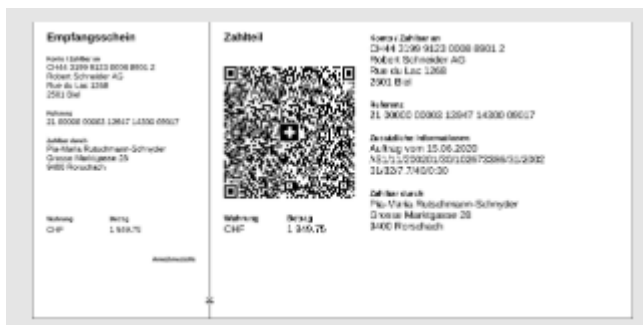 Empfangsschein
Konto / Zahlbar an
CH44 3199 9123 0008 8901 2
Robert Schneider AG
Rue du Lac 1268
2501 Biel
Referenz
21 00000 00003 13947 14300 09017
Zahlbar durch
Pia-Maria Rutschmann-Schnyder
Grosse Marktgasse 28
9400 Rorschach
Währung Betrag
CHF 1 949.75
Annahmestelle
Zahlteil
Währung Betrag
CHF 1 949.75
Konto / Zahlbar an
CH44 3199 9123 0008 8901 2
Robert Schneider AG
Rue du Lac 1268
2501 Biel
Referenz
21 00000 00003 13947 14300 09017
Zusätzliche Informationen
Auftrag vom 15.06.2020
Zahlbar durch
Pia-Maria Rutschmann-Schnyder
Grosse Marktgasse 28
9400 Rorschach